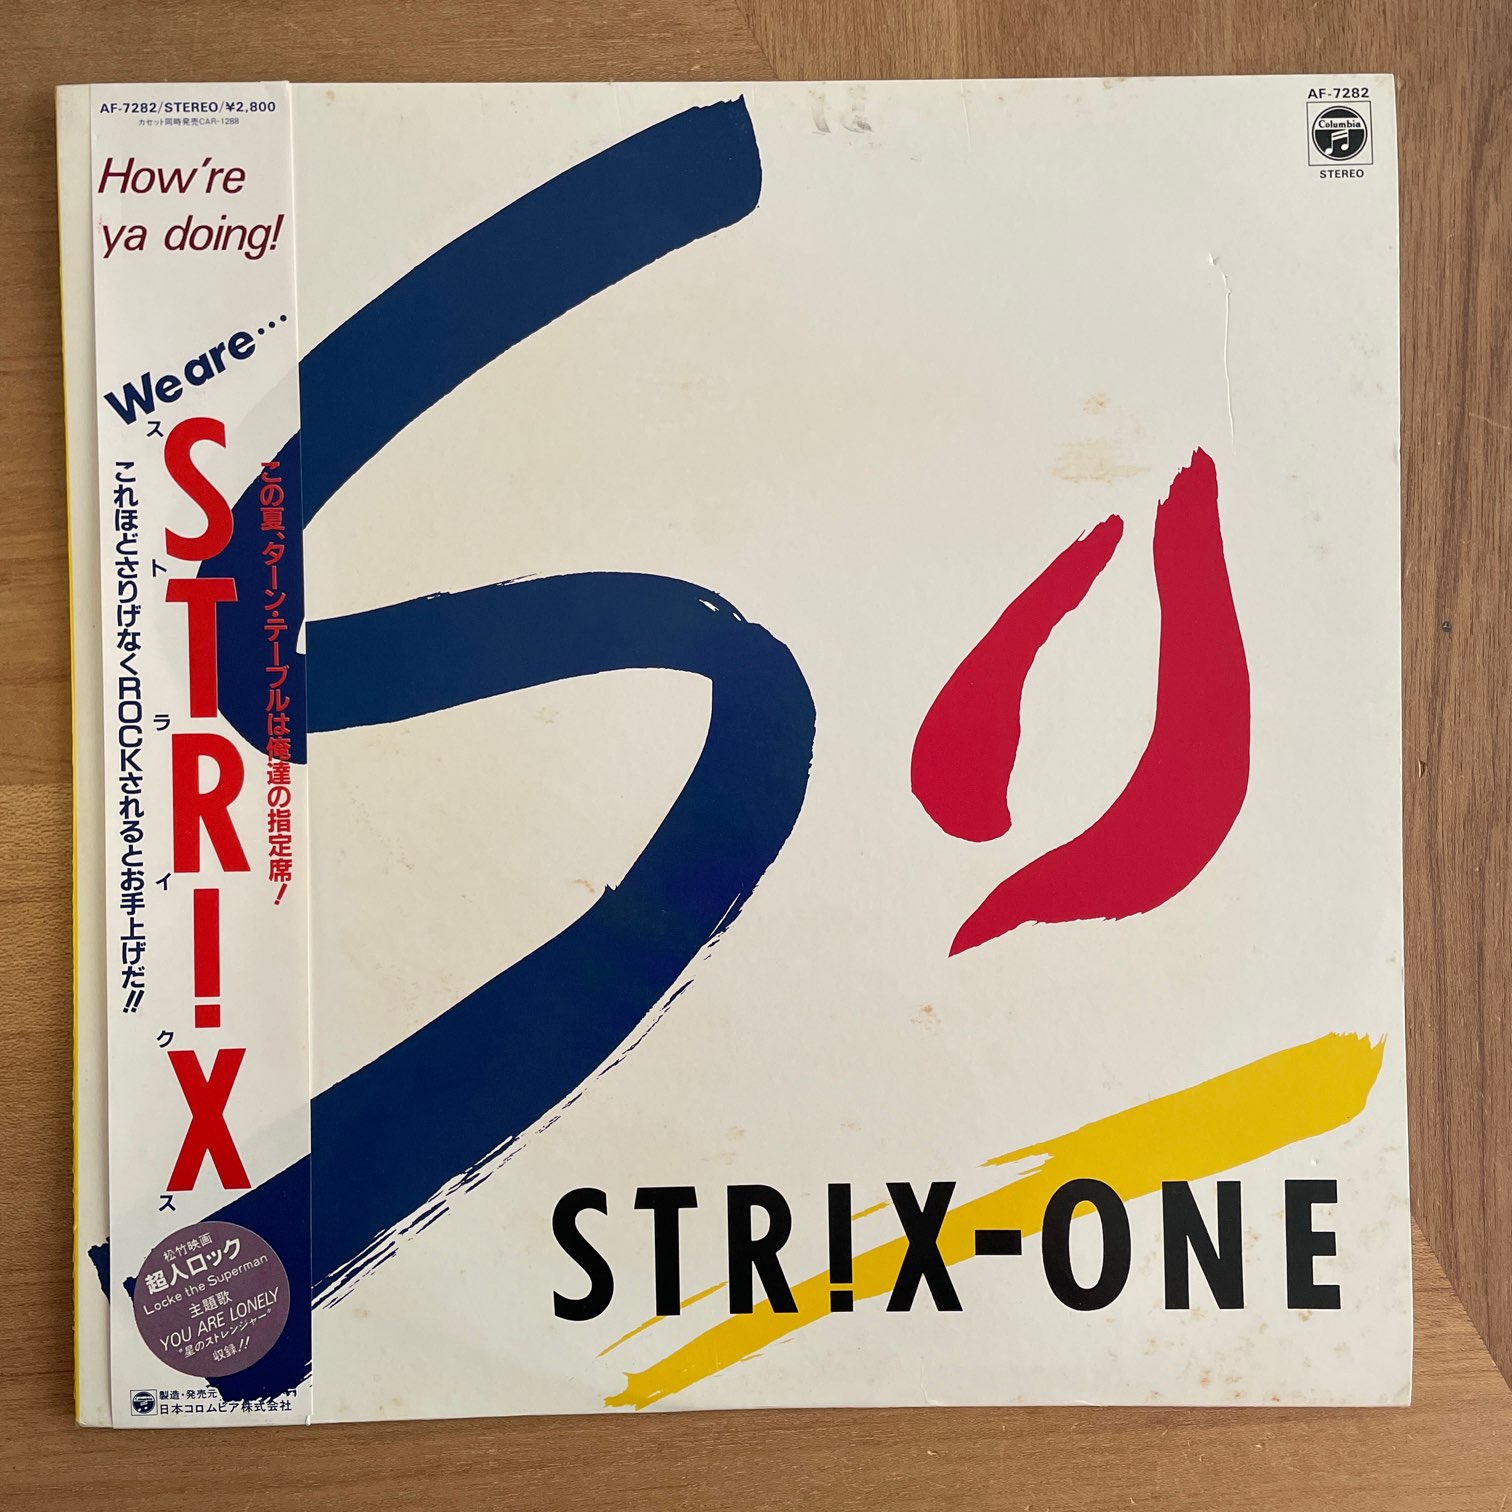 AF-7282/STEREO/¥2,800
カセット同時発売CAR-1288
How're
ya doing!
We are…
STR!X
ストライクス
この夏、ターン・テーブルは俺達の指定席!
これほどさりげなくROCKされるとお手上げだ!!
松竹映画
超人ロック
Locke the Superman
主題歌
YOU ARE LONELY
"星のストレンジャー"
収録!!
Columbia
製造・発売元
日本コロムビア株式会社
AF-7282
Columbia
STEREO
STR!X-ONE